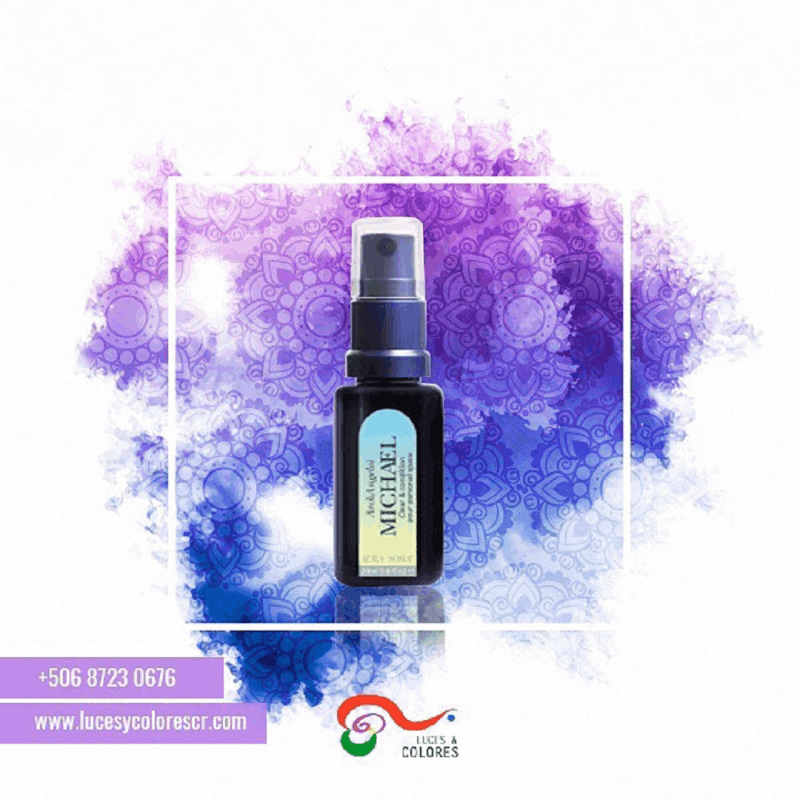 ArchAngeloi
MICHAEL
Clear & condition
your personal space
AURA-SOMA
+506 8723 0676
www.lucesycolorescr.com
LUCES &
COLORES